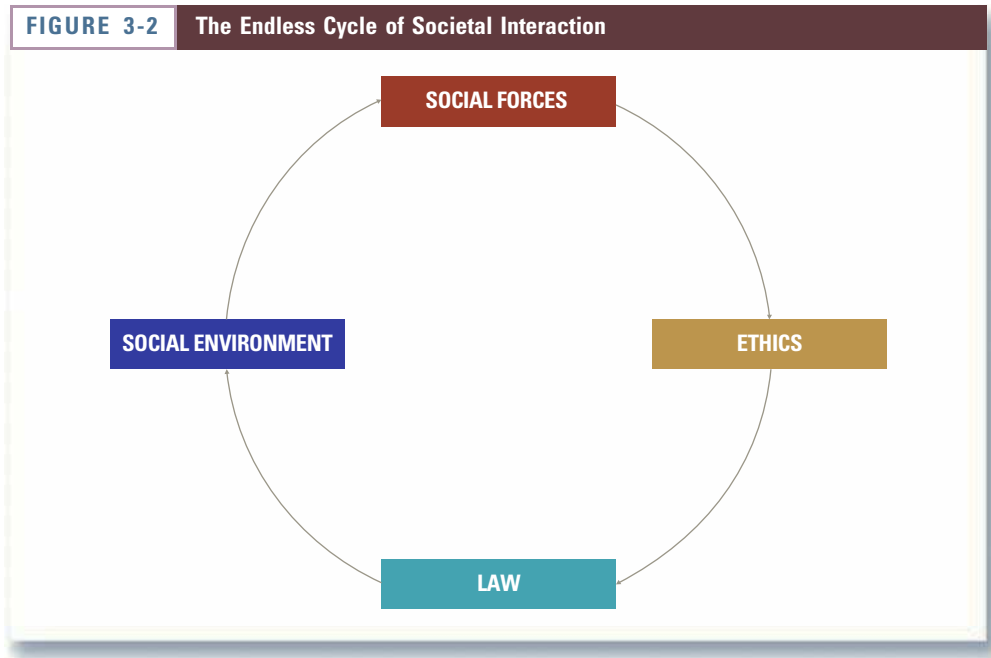 FIGURE 3-2 The Endless Cycle of Societal Interaction
SOCIAL FORCES
SOCIAL ENVIRONMENT
ETHICS
LAW